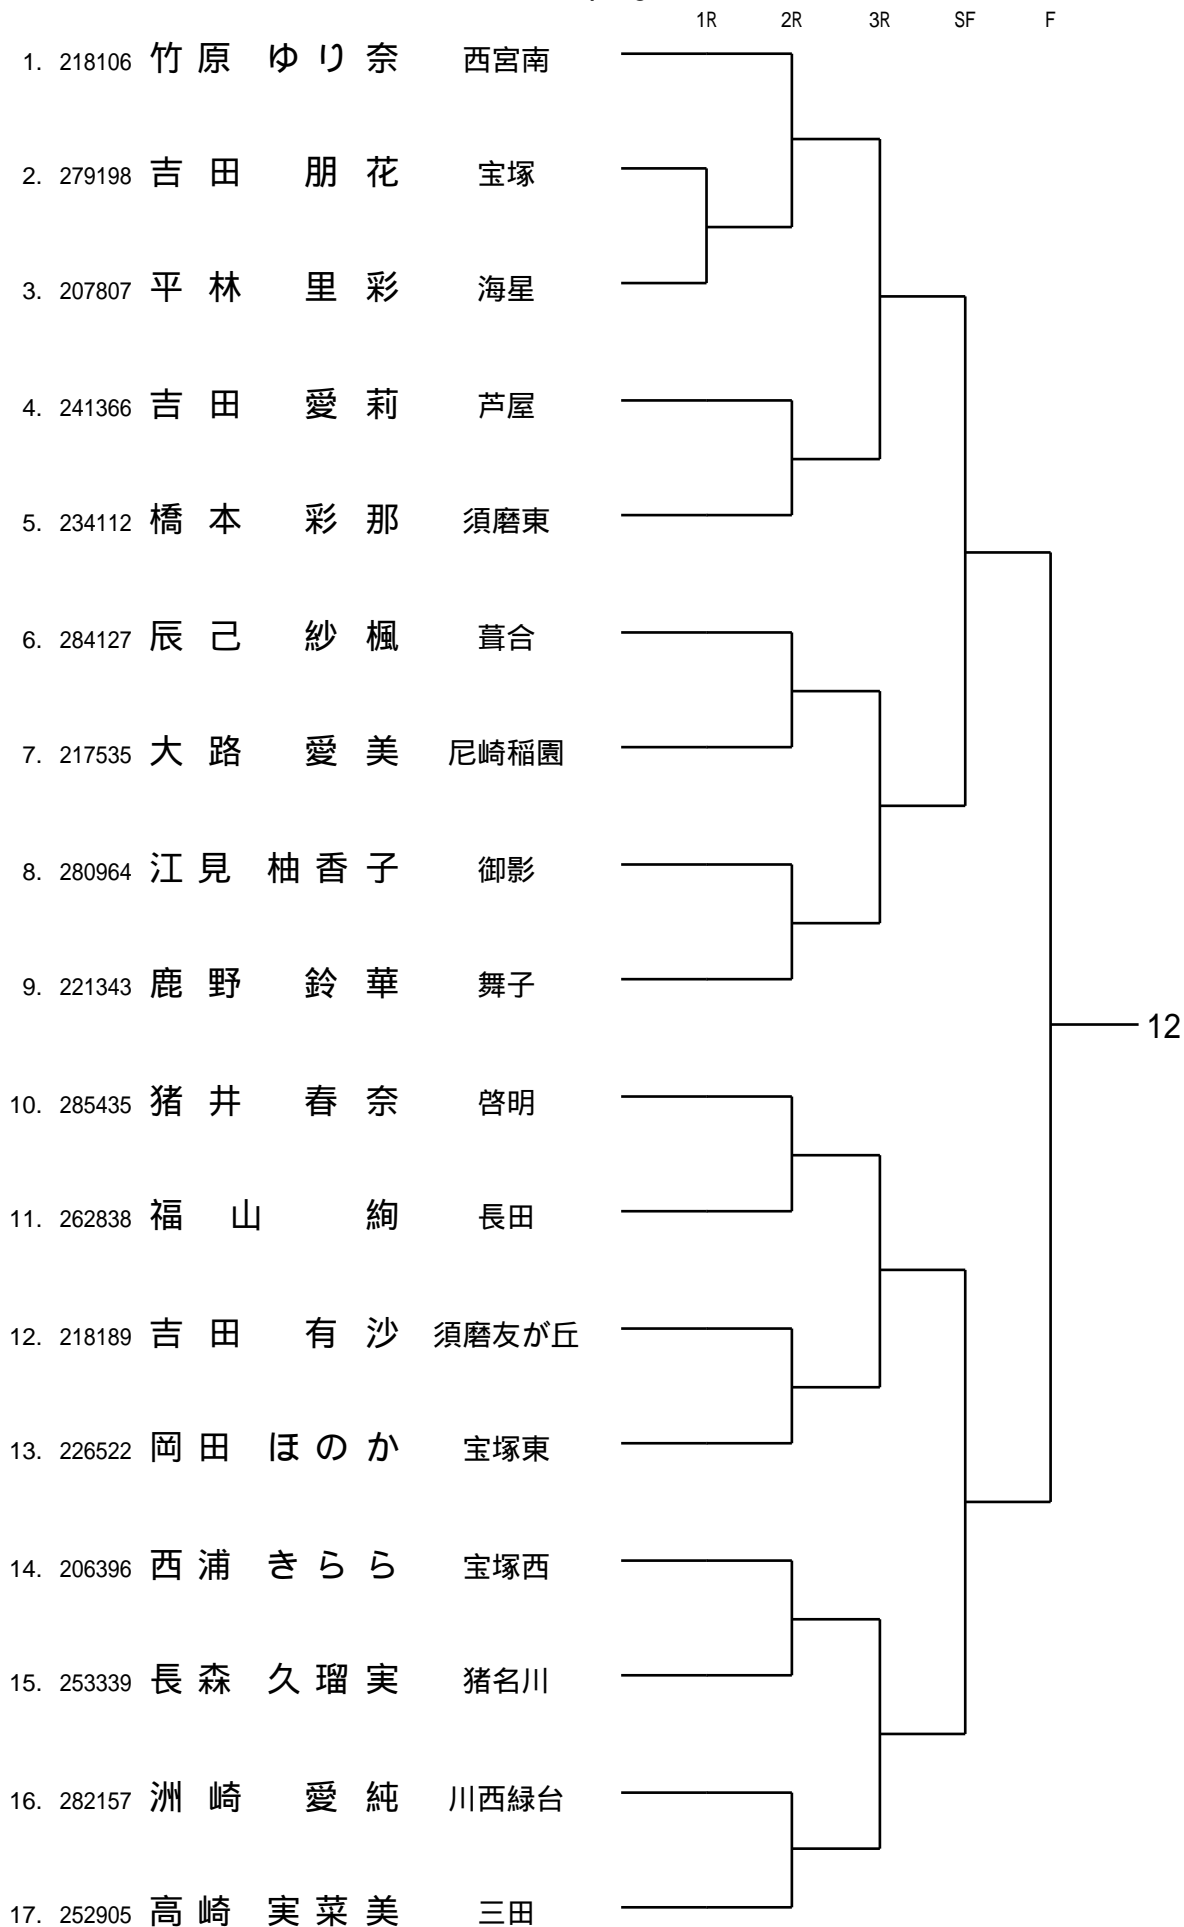 1R 2R 3R SF F
1. 218106 竹原 ゆり奈 西宮南
2. 279198 吉田 朋花 宝塚
3. 207807 平林 里彩 海星
4. 241366 吉田 愛莉 芦屋
5. 234112 橋本 彩那 須磨東
6. 284127 辰己 紗楓 葺合
7. 217535 大路 愛美 尼崎稲園
8. 280964 江見 柚香子 御影
9. 221343 鹿野 鈴華 舞子
12
10. 285435 猪井 春奈 啓明
11. 262838 福山 絢 長田
12. 218189 吉田 有沙 須磨友が丘
13. 226522 岡田 ほのか 宝塚東
14. 206396 西浦 きらら 宝塚西
15. 253339 長森 久瑠実 猪名川
16. 282157 洲崎 愛純 川西緑台
17. 252905 高崎 実菜美 三田